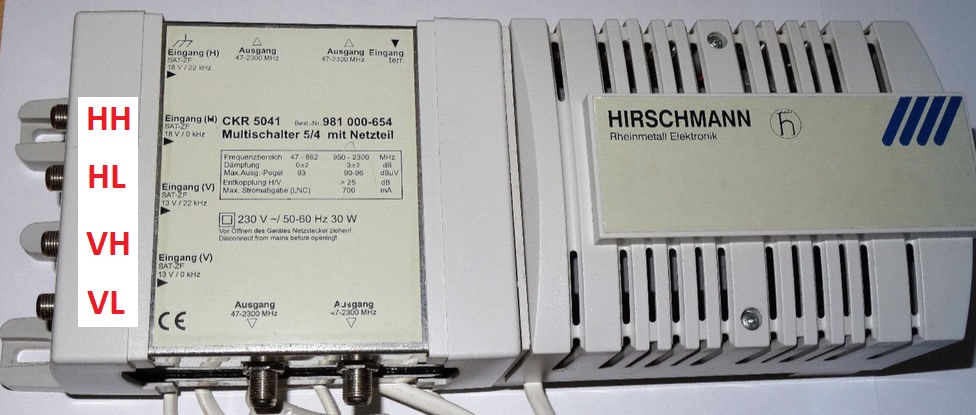 HH
HL
VH
VL
Eingang (H)
SAT-ZF
18 V / 22 kHz
Ausgang
47-2300 MHz
Ausgang
47-2300 MHz
Eingang
terr.
Eingang (H)
SAT-ZF
18 V / 0 kHz
CKR 5041 Best.-Nr. 981 000-654
Multischalter 5/4 mit Netzteil
Frequenzbereich 47 - 862 950 - 2300 MHz
Dämpfung 0±2 3±2 dB
Max.Ausg.-Pegel 93 90-96 dBµV
Entkopplung H/V > 25 dB
Max. Stromabgabe (LNC) 700 mA
Eingang (V)
SAT-ZF
13 V / 22 kHz
230 V ~/ 50-60 Hz 30 W
Vor Öffnen des Gerätes Netzstecker ziehen!
Disconnect from mains before opening!
Eingang (V)
SAT-ZF
13 V / 0 kHz
CE
Ausgang
47-2300 MHz
Ausgang
47-2300 MHz
HIRSCHMANN
Rheinmetall Elektronik
h